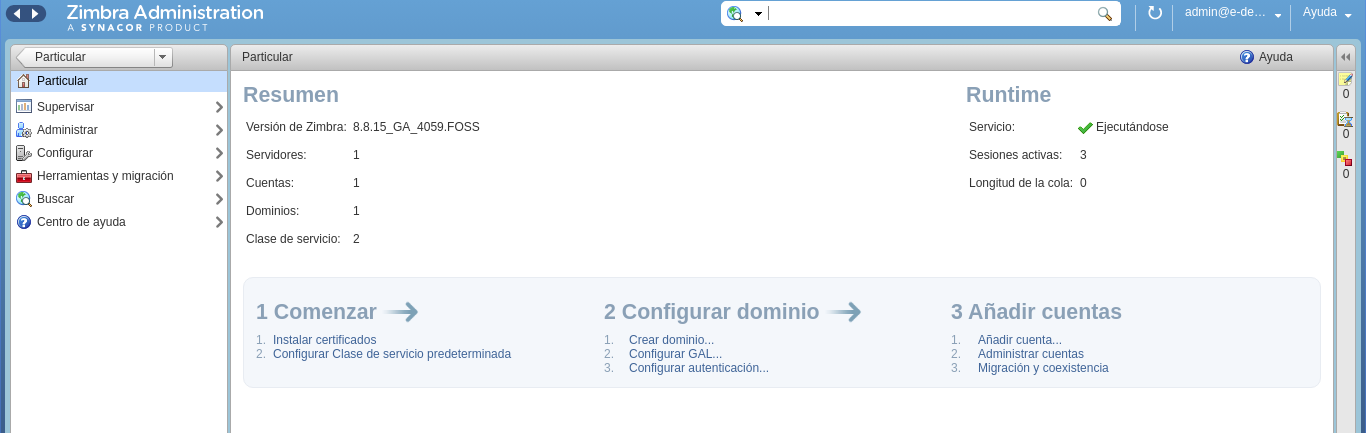 Zimbra Administration
A SYNACOR PRODUCT
admin@e-de...
Ayuda
Particular
Particular
Supervisar
Administrar
Configurar
Herramientas y migración
Buscar
Centro de ayuda
Particular
Ayuda
Resumen
Versión de Zimbra: 8.8.15_GA_4059.FOSS
Servidores: 1
Cuentas: 1
Dominios: 1
Clase de servicio: 2
Runtime
Servicio: Ejecutándose
Sesiones activas: 3
Longitud de la cola: 0
1 Comenzar
1. Instalar certificados
2. Configurar Clase de servicio predeterminada
2 Configurar dominio
1. Crear dominio...
2. Configurar GAL...
3. Configurar autenticación...
3 Añadir cuentas
1. Añadir cuenta...
2. Administrar cuentas
3. Migración y coexistencia
0
0
0